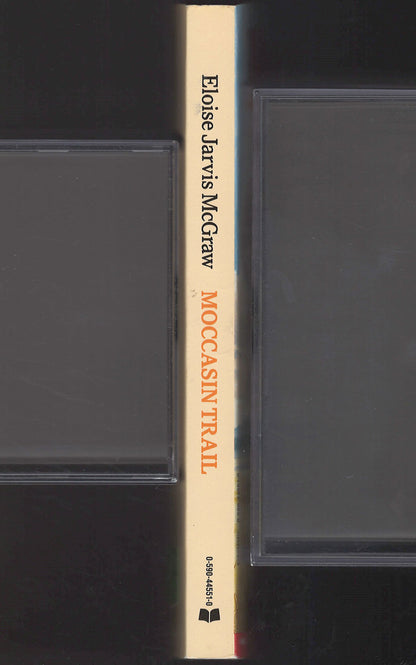 Eloise Jarvis McGraw
MOCCASIN TRAIL
0-590-44551-0